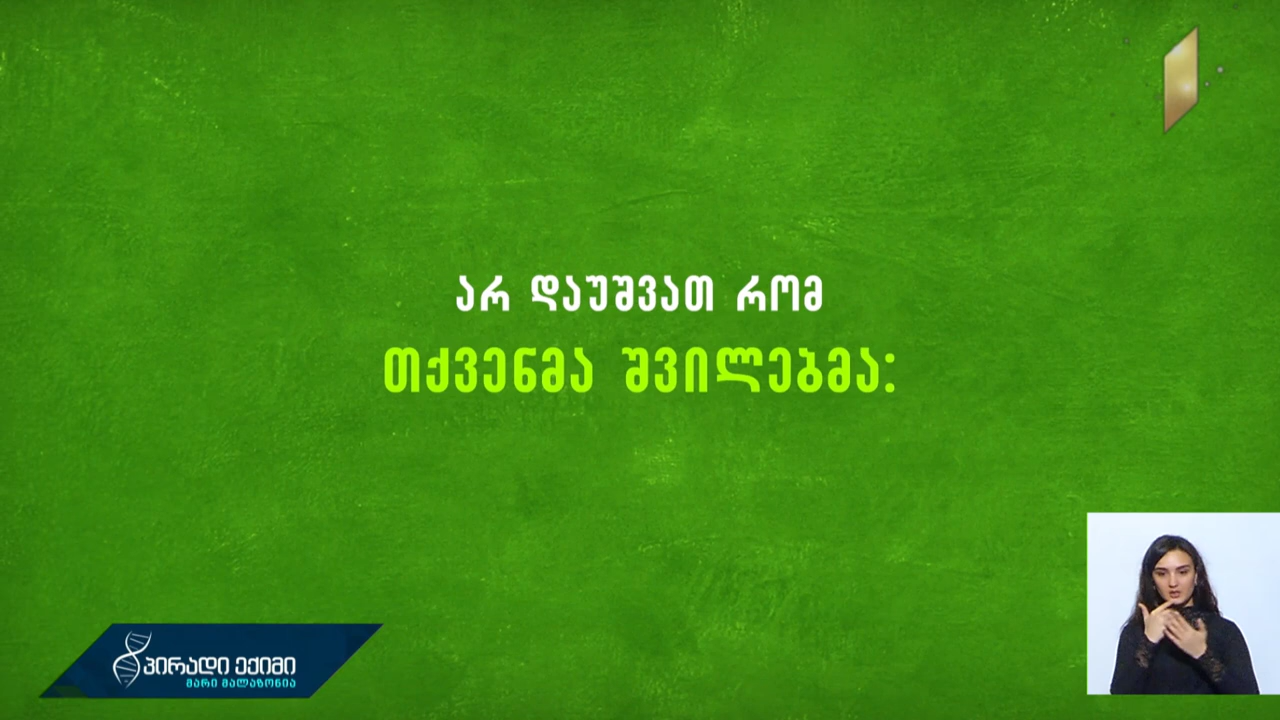 არ დაუშვათ რომ
თქვენმა შვილებმა:
პირადი ექიმი
მარი მალაზონია